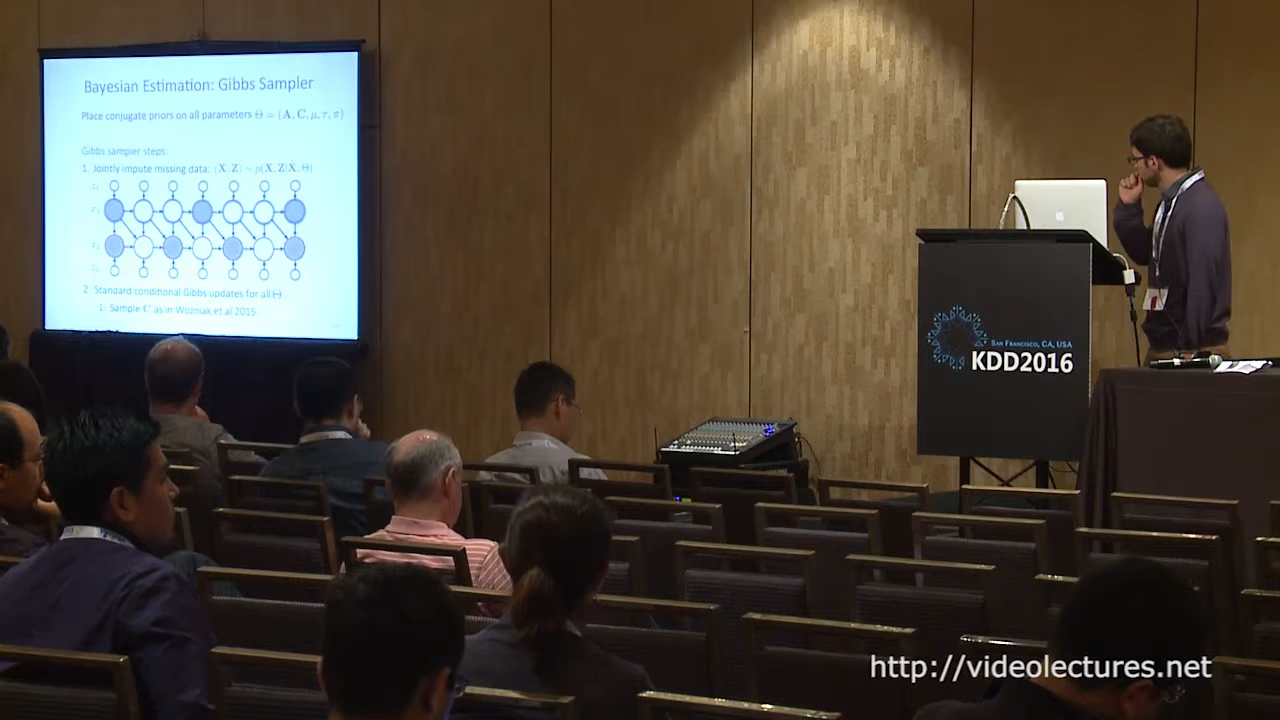 Bayesian Estimation: Gibbs Sampler
Place conjugate priors on all parameters Θ = (A, C, μ, τ, π)
Gibbs sampler steps:
1. Jointly impute missing data: (X, Z) ~ p(X, Z|X, Θ)
2. Standard conditional Gibbs updates for all Θ
1. Sample C as in Wozniak et al 2015
SAN FRANCISCO, CA, USA
KDD2016
http://videolectures.net